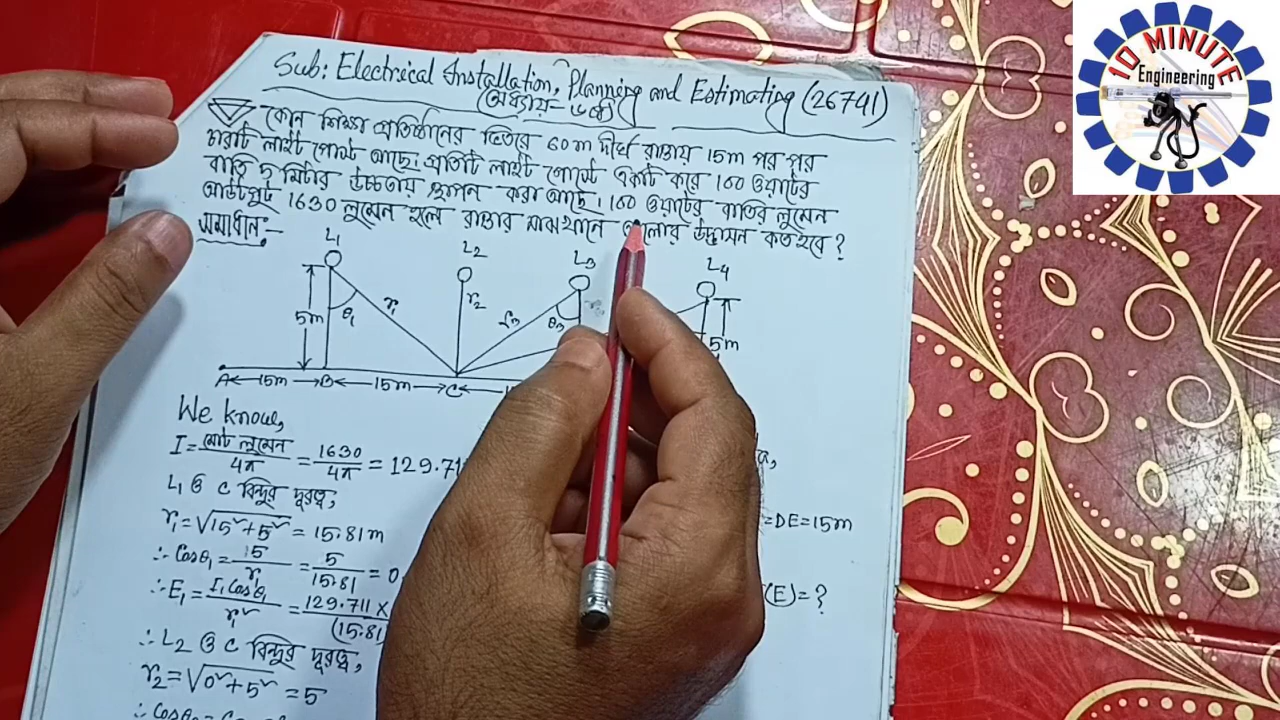 Sub: Electrical Installation, Planning and Estimating (26741)
(অধ্যায়-৬ষ্ঠ)
কোন শিক্ষা প্রতিষ্ঠানের ভিতরে 60m দীর্ঘ রাস্তায় 15m পর পর
চারটি লাইট পোস্ট আছে। প্রতিটি লাইট পোস্টে একটি করে 100 ওয়াটের
বাতি 5 মিটার উচ্চতায় স্থাপন করা আছে। 100 ওয়াটের বাতির লুমেন
আউটপুট 1630 লুমেন হলে রাস্তার মাঝখানে আলোর উদ্ভাসন কত হবে?
সমাধান:-
L₁ L₂ L₃ L₄
5m θ₁ r₁ r₂ r₃ θ₃ 5m
A 15m B 15m C
We know,
I = মোট লুমেন/4π = 1630/4π = 129.71
L₁ ও C বিন্দুর দূরত্ব,
r₁ = √15²+5² = 15.81 m
= DE = 15m
∴ Cosθ₁ = 15/r₁ = 5/15.81 = 0.
∴ E₁ = I₁Cosθ₁/r₁² = 129.711 ×/(15.81
(E) = ?
∴ L₂ ও C বিন্দুর দূরত্ব,
r₂ = √0²+5² = 5
10 MINUTE
Engineering